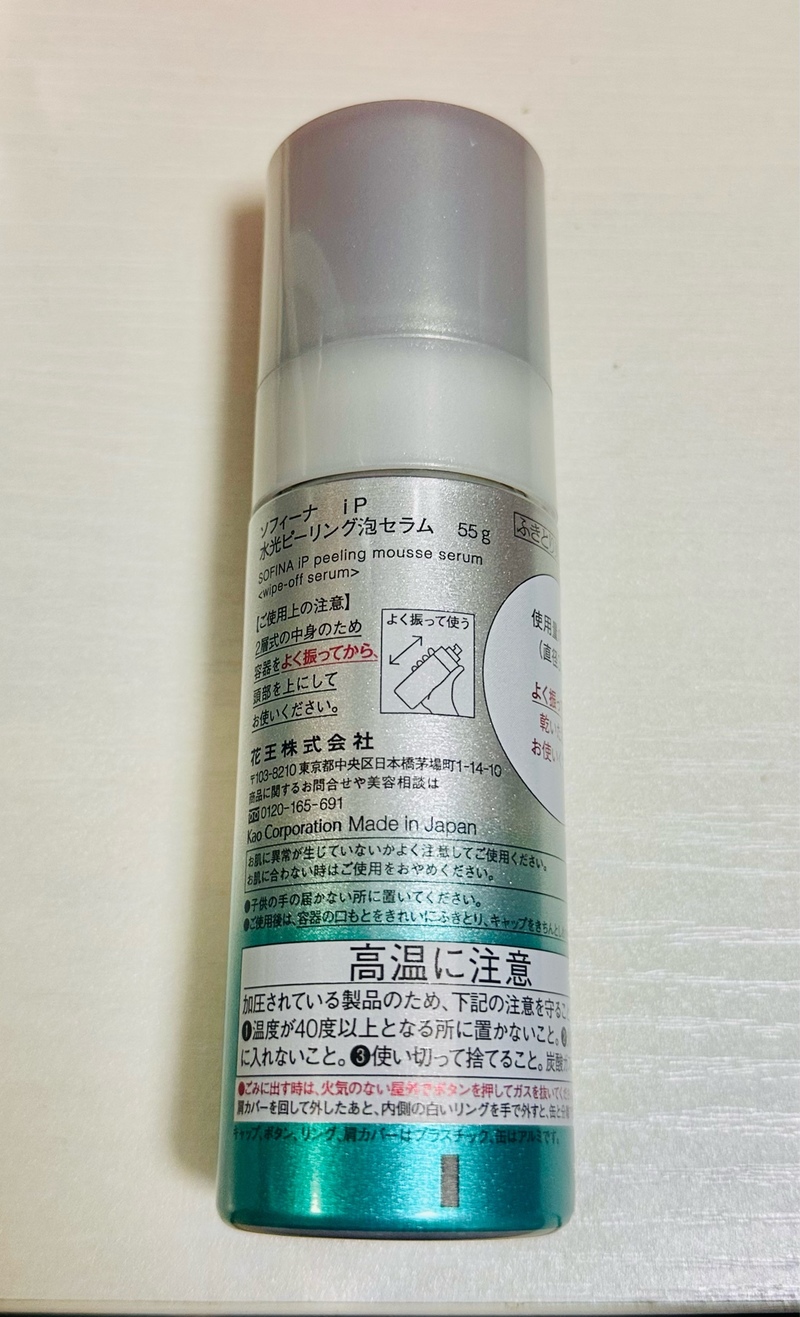 ソフィーナ iP
水光ピーリング泡セラム 55g
ふきとり
SOFINA iP peeling mousse serum
<wipe-off serum>
【ご使用上の注意】
2層式の中身のため
容器をよく振ってから、
頭部を上にして
お使いください。
よく振って使う
使用
(直径
よく振っ
乾い
お使い
花王株式会社
〒103-8210 東京都中央区日本橋茅場町1-14-10
商品に関するお問合せや美容相談は
0120-165-691
Kao Corporation Made in Japan
お肌に異常が生じていないかよく注意してご使用ください。
お肌に合わない時はご使用をおやめください。
●子供の手の届かない所に置いてください。
●ご使用後は、容器の口もとをきれいにふきとり、キャップをきちんと
高温に注意
加圧されている製品のため、下記の注意を守るこ
❶温度が40度以上となる所に置かないこと。
に入れないこと。❸使い切って捨てること。炭酸
●ごみに出す時は、火気のない屋外でボタンを押してガスを抜いてくだ
肩カバーを回して外したあと、内側の白いリングを手で外すと、缶と分
キャップ、ボタン、リング、肩カバーはプラスチック、缶はアルミです。